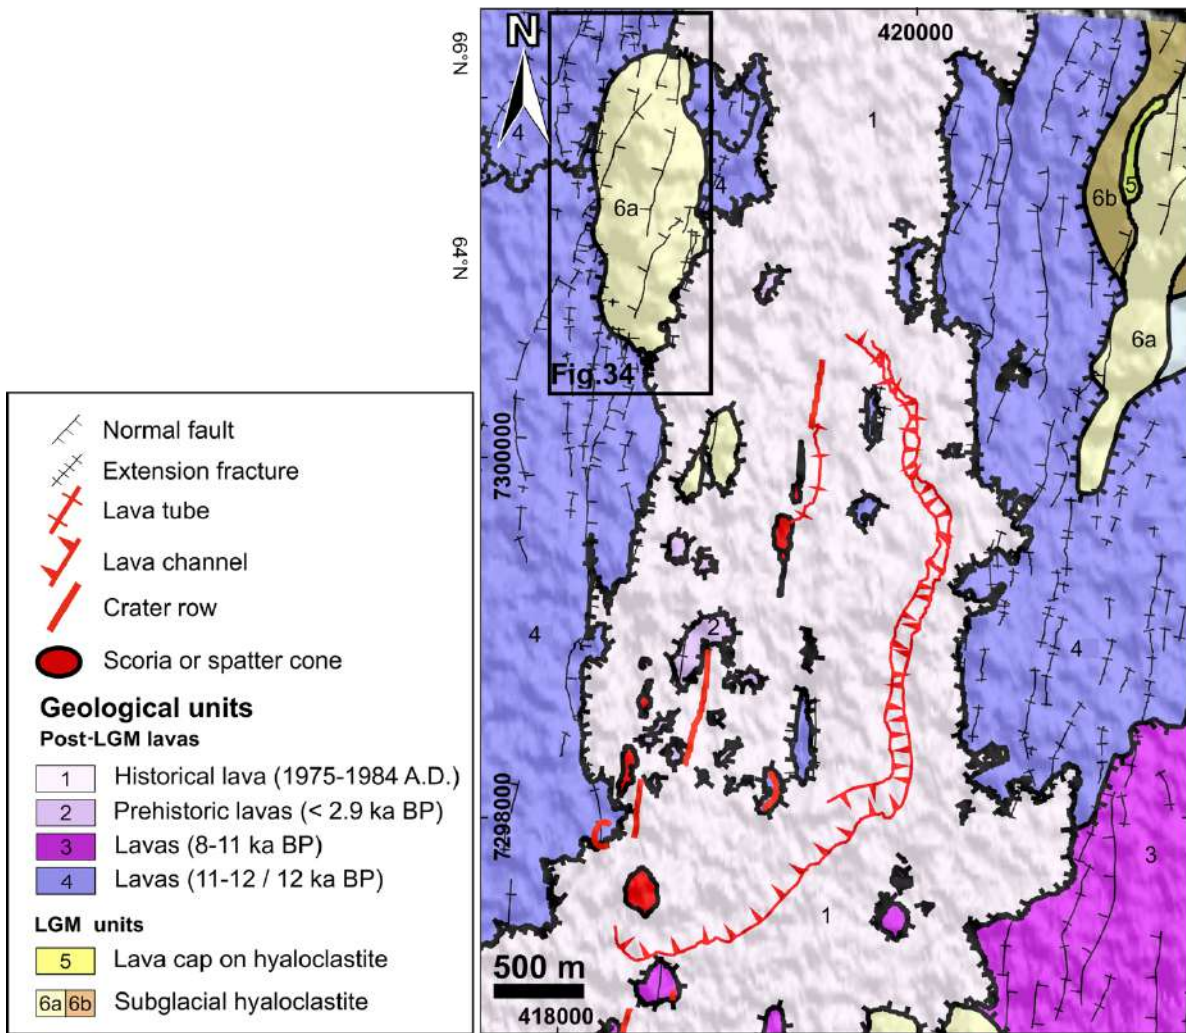 N
66°N
64°N
420000
7300000
7298000
418000
500 m
Fig.34
4
4
4
6a
1
6b
5
6a
2
4
4
3
1
Normal fault
Extension fracture
Lava tube
Lava channel
Crater row
Scoria or spatter cone
Geological units
Post-LGM lavas
1 Historical lava (1975-1984 A.D.)
2 Prehistoric lavas (< 2.9 ka BP)
3 Lavas (8-11 ka BP)
4 Lavas (11-12 / 12 ka BP)
LGM units
5 Lava cap on hyaloclastite
6a 6b Subglacial hyaloclastite